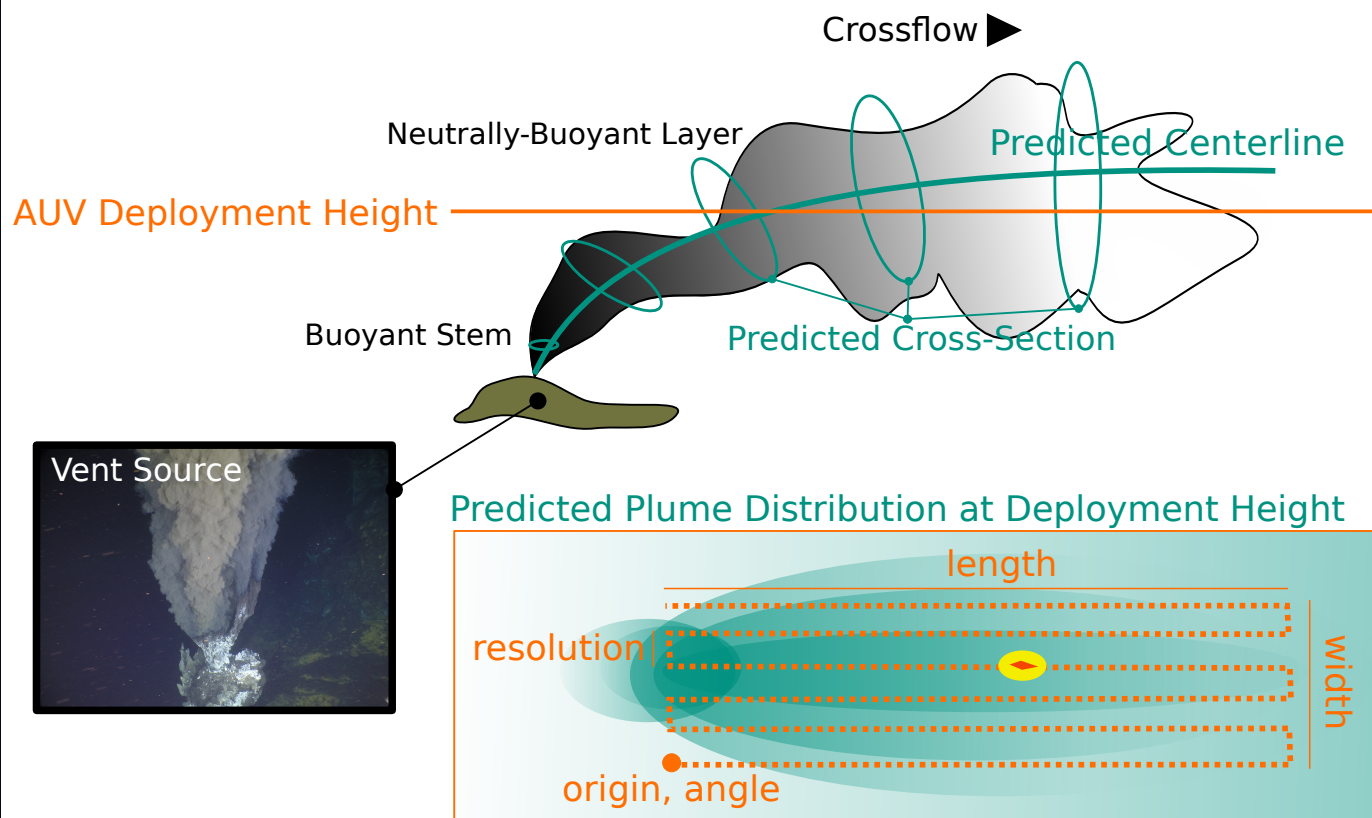 Crossflow
Neutrally-Buoyant Layer
Predicted Centerline
AUV Deployment Height
Buoyant Stem
Predicted Cross-Section
Vent Source
Predicted Plume Distribution at Deployment Height
length
resolution
width
origin, angle